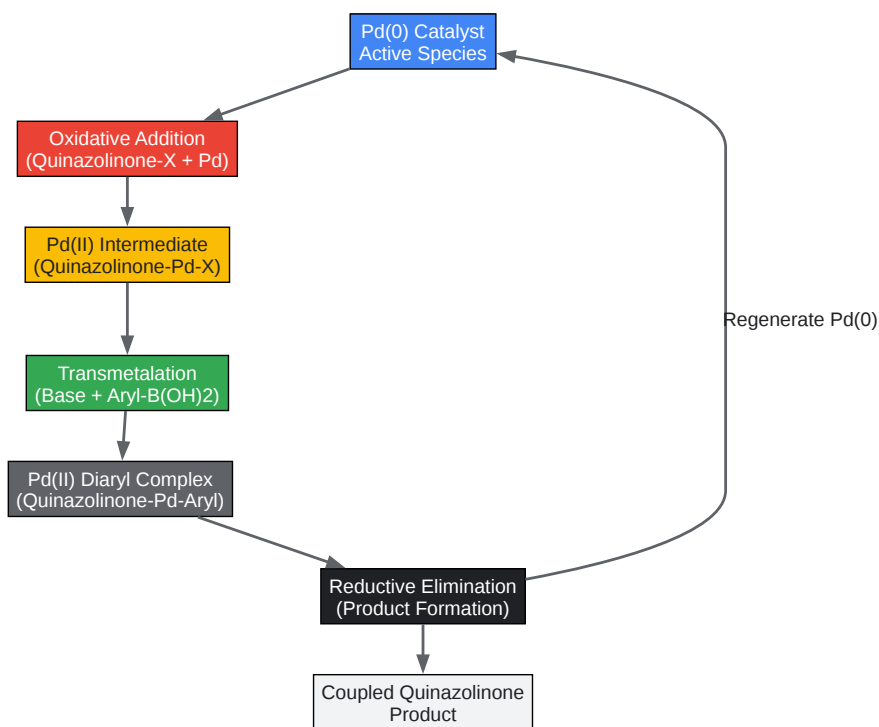 Pd(0) Catalyst
Active Species
Oxidative Addition
(Quinazolinone-X + Pd)
Pd(II) Intermediate
(Quinazolinone-Pd-X)
Regenerate Pd(0)
Transmetalation
(Base + Aryl-B(OH)2)
Pd(II) Diaryl Complex
(Quinazolinone-Pd-Aryl)
Reductive Elimination
(Product Formation)
Coupled Quinazolinone
Product